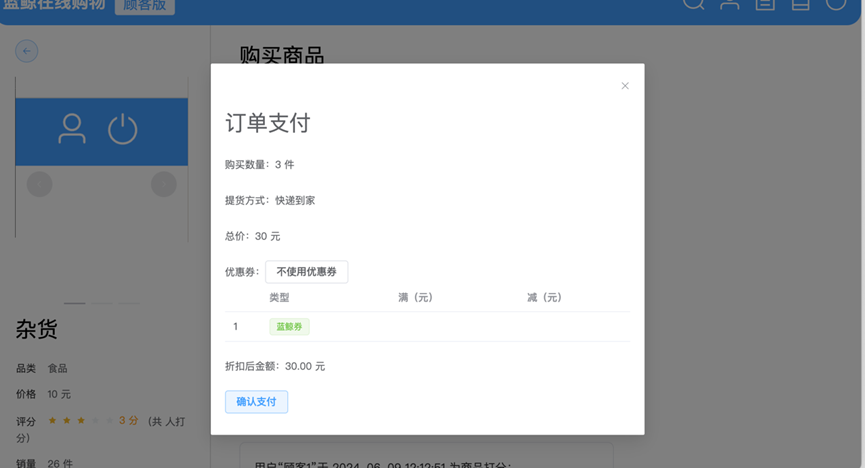 蓝鲸在线购物 顾客版
购买商品
订单支付
购买数量：3 件
提货方式：快递到家
总价：30 元
优惠券： 不使用优惠券
类型 满（元） 减（元）
1 蓝鲸券
折扣后金额：30.00 元
确认支付
杂货
品类 食品
价格 10 元
评分 3 分 （共 人打
分）
销量 26 件
用户“顾客1”于 2024-06-09 12:12:51 为商品打分：